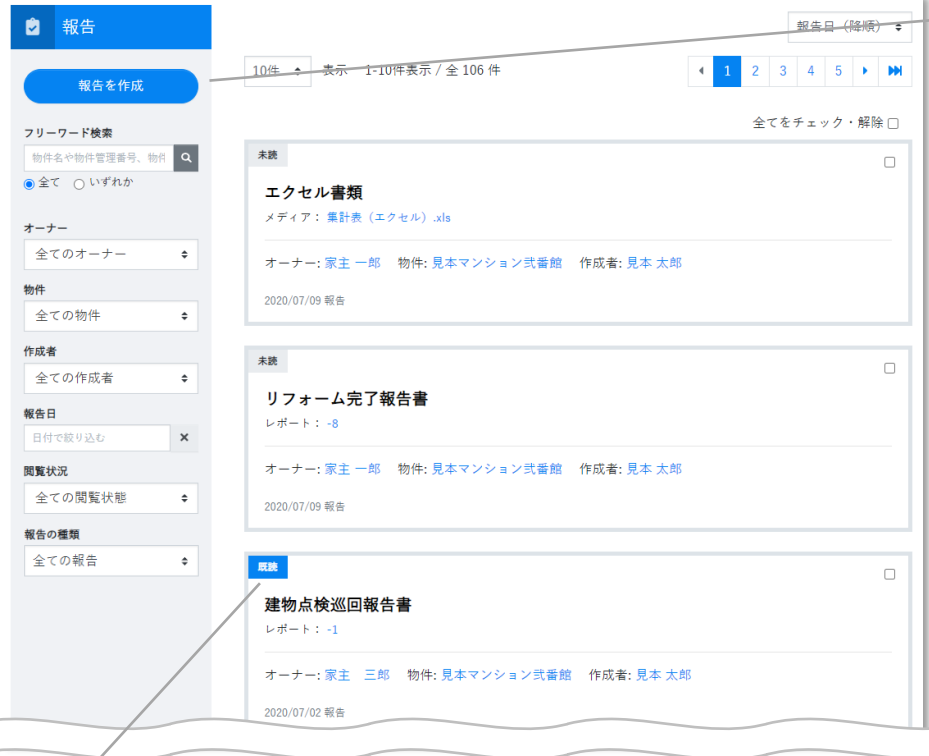 報告
報告日（降順）
報告を作成
10件 表示 1-10件表示 / 全 106 件
1 2 3 4 5
全てをチェック・解除
フリーワード検索
物件名や物件管理番号、物件
全て いずれか
オーナー
全てのオーナー
物件
全ての物件
作成者
全ての作成者
報告日
日付で絞り込む
閲覧状況
全ての閲覧状態
報告の種類
全ての報告
未読
エクセル書類
メディア： 集計表（エクセル）.xls
オーナー: 家主 一郎 物件: 見本マンション弐番館 作成者: 見本 太郎
2020/07/09 報告
未読
リフォーム完了報告書
レポート： -8
オーナー: 家主 一郎 物件: 見本マンション弐番館 作成者: 見本 太郎
2020/07/09 報告
既読
建物点検巡回報告書
レポート： -1
オーナー: 家主　三郎 物件: 見本マンション弐番館 作成者: 見本 太郎
2020/07/02 報告